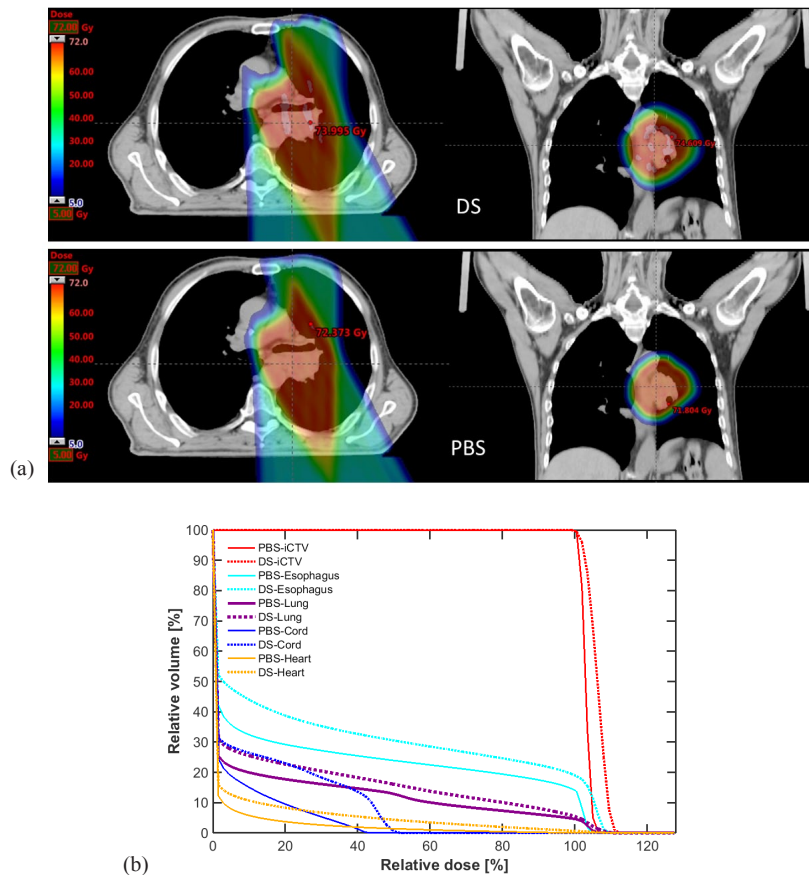 (a)
Dose
72.00 Gy
72.0
60.00
50.00
40.00
30.00
20.00
5.0
5.00 Gy
73.995 Gy
DS
Dose
72.00 Gy
72.0
60.00
50.00
40.00
30.00
20.00
5.0
5.00 Gy
72.373 Gy
71.804 Gy
PBS
(b)
Relative volume [%]
100
90
80
70
60
50
40
30
20
10
0
PBS-iCTV
DS-iCTV
PBS-Esophagus
DS-Esophagus
PBS-Lung
DS-Lung
PBS-Cord
DS-Cord
PBS-Heart
DS-Heart
0 20 40 60 80 100 120
Relative dose [%]